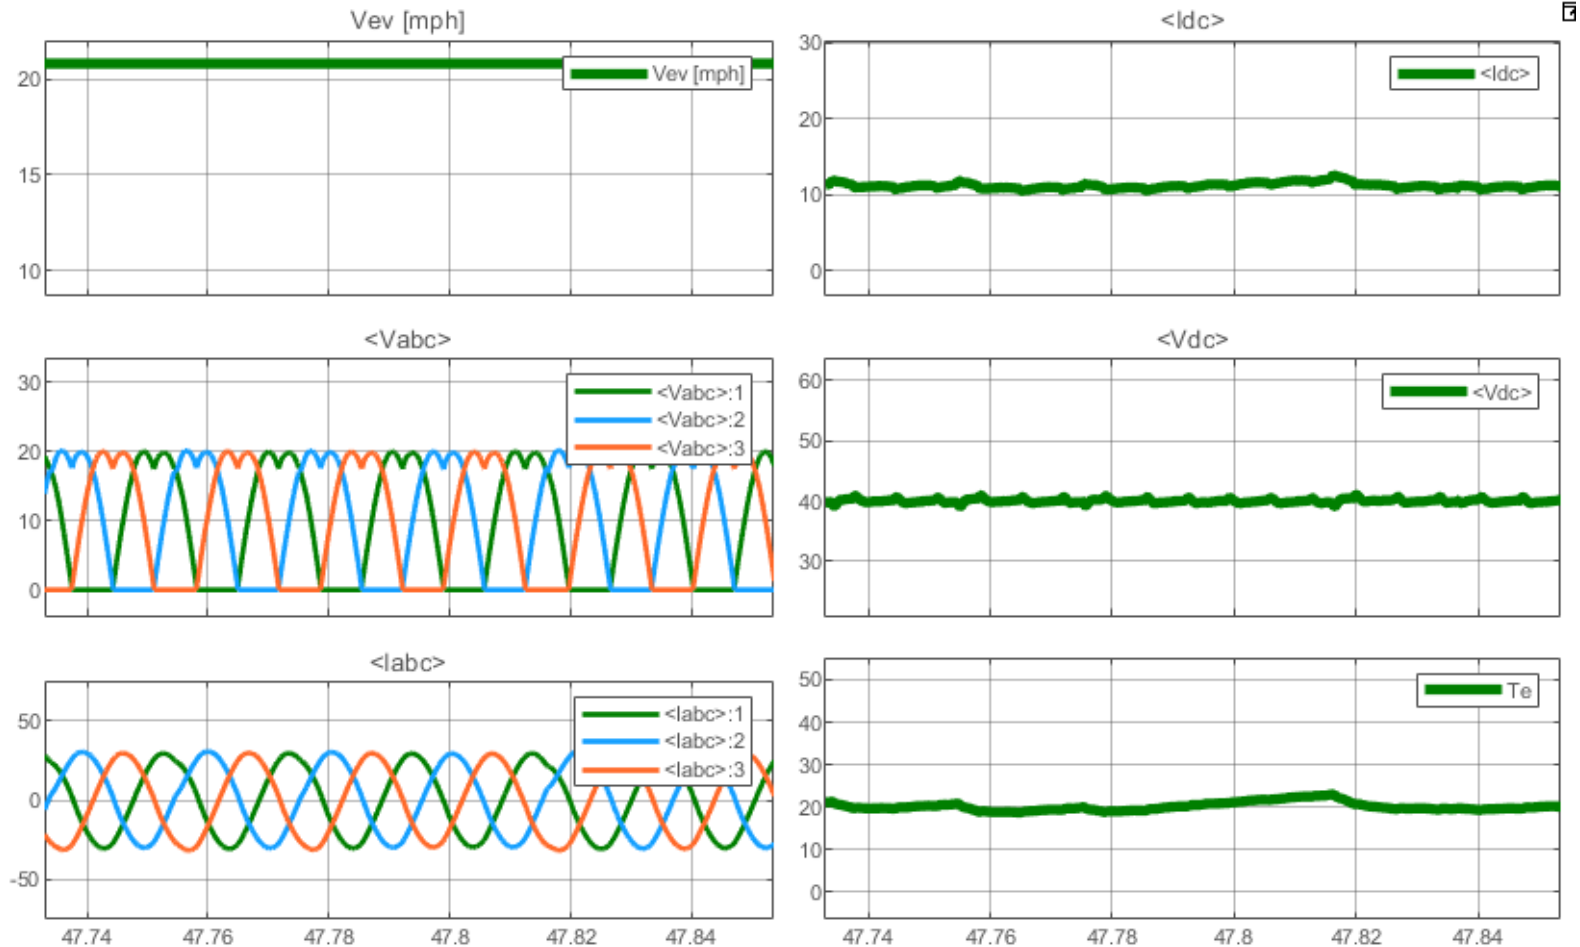 Vev [mph]
20
15
10
Vev [mph]
<Idc>
30
20
10
0
<Idc>
<Vabc>
30
20
10
0
<Vabc>:1
<Vabc>:2
<Vabc>:3
<Vdc>
60
50
40
30
<Vdc>
<Iabc>
50
0
-50
<Iabc>:1
<Iabc>:2
<Iabc>:3
47.74 47.76 47.78 47.8 47.82 47.84
50
40
30
20
10
0
Te
47.74 47.76 47.78 47.8 47.82 47.84